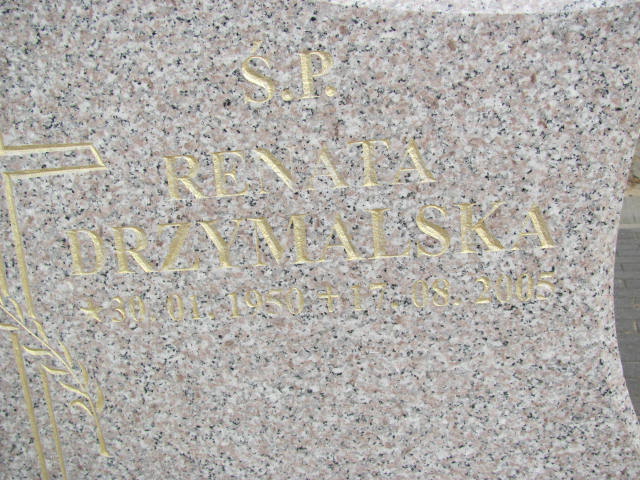 Ś.P.
RENATA
DRZYMALSKA
* 30. 01. 1950 + 17. 08. 2005